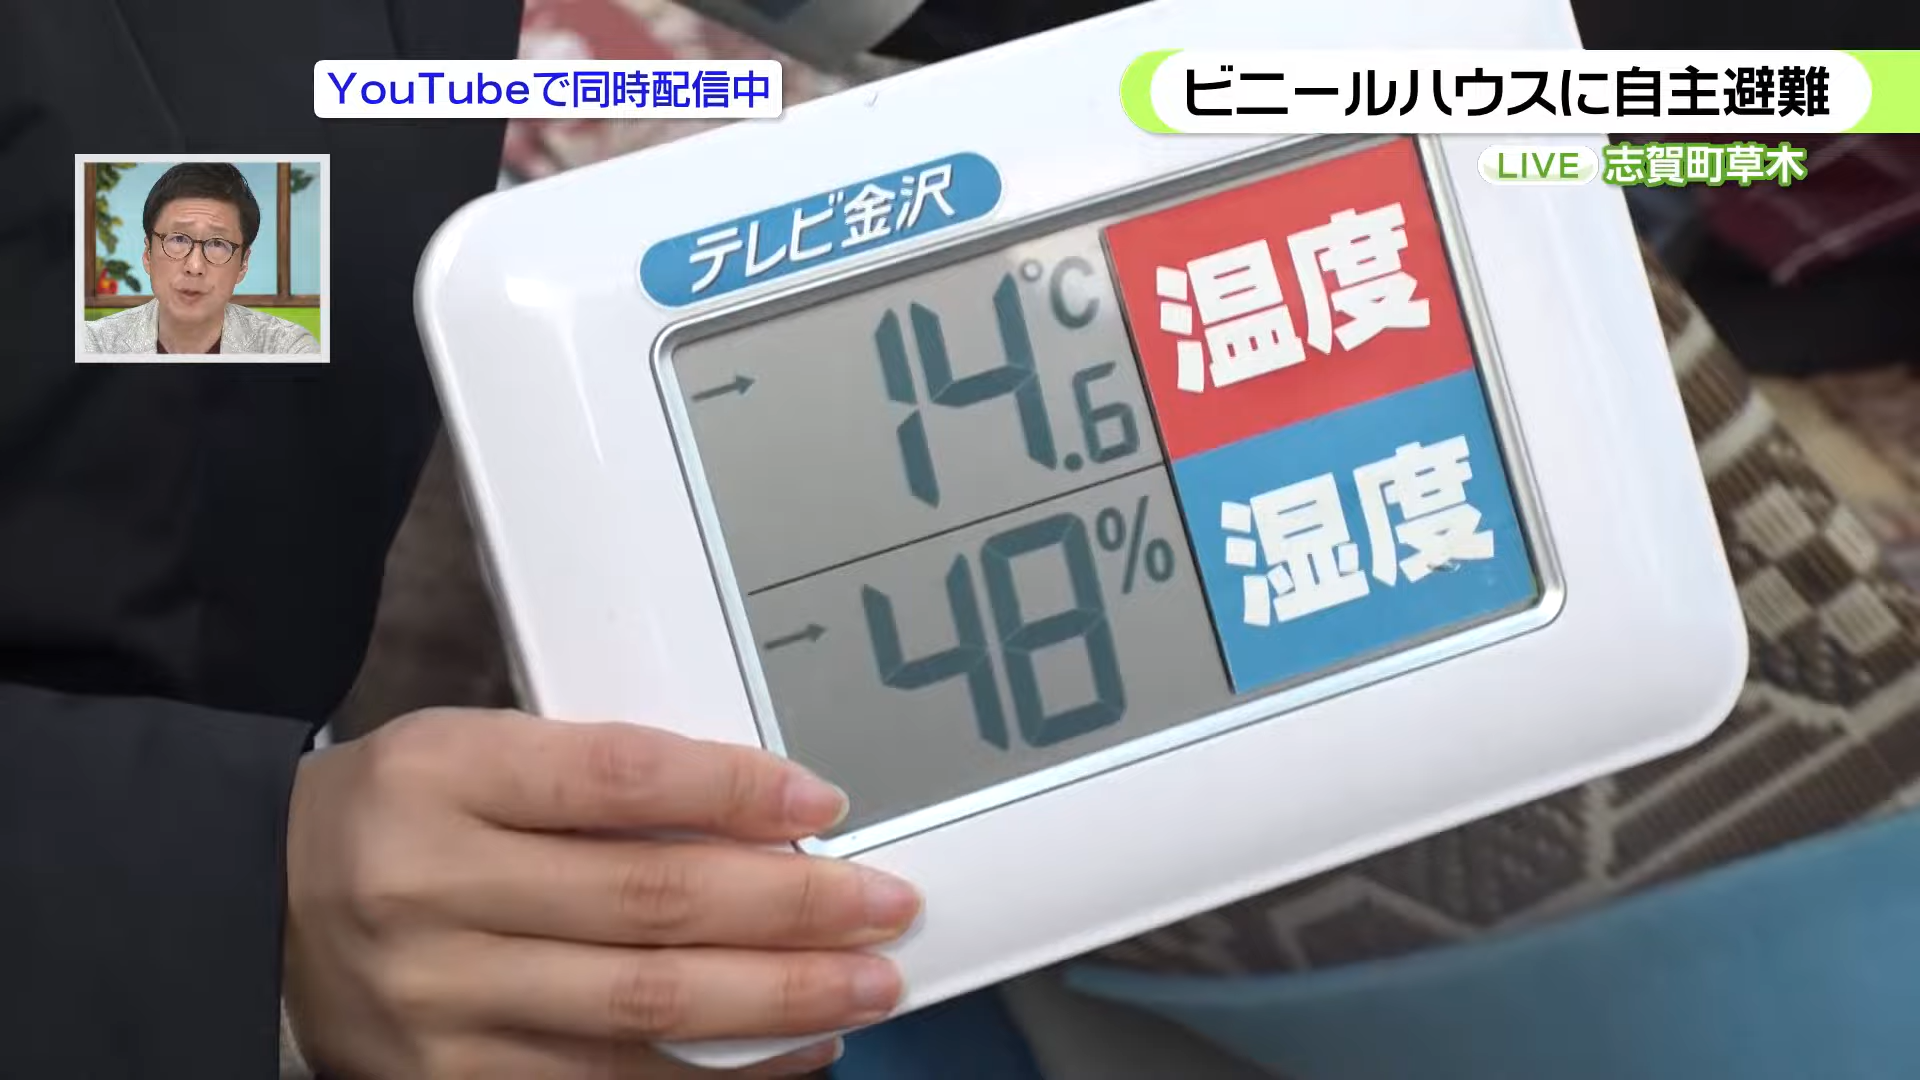 YouTubeで同時配信中
ビニールハウスに自主避難
LIVE 志賀町草木
テレビ金沢
14.6℃
温度
48%
湿度